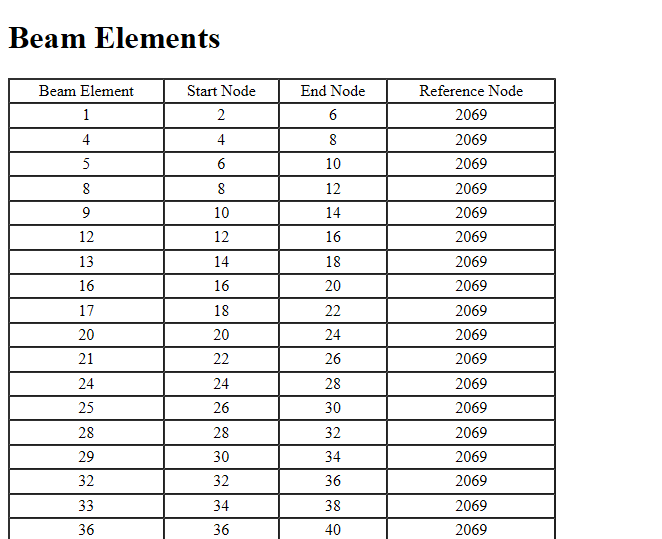 Beam Elements
Beam Element Start Node End Node Reference Node
1 2 6 2069
4 4 8 2069
5 6 10 2069
8 8 12 2069
9 10 14 2069
12 12 16 2069
13 14 18 2069
16 16 20 2069
17 18 22 2069
20 20 24 2069
21 22 26 2069
24 24 28 2069
25 26 30 2069
28 28 32 2069
29 30 34 2069
32 32 36 2069
33 34 38 2069
36 36 40 2069